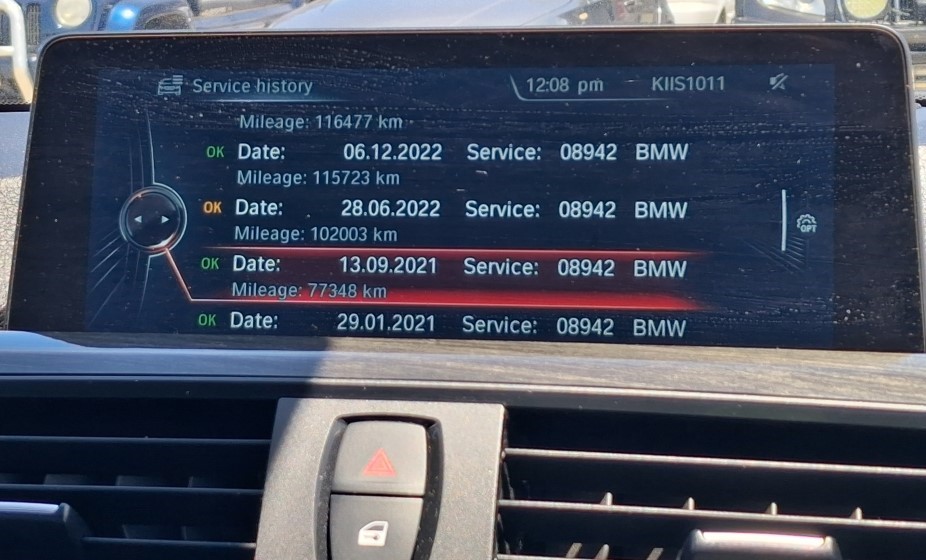 Service history 12:08 pm KIIS1011
Mileage: 116477 km
OK Date: 06.12.2022 Service: 08942 BMW
Mileage: 115723 km
OK Date: 28.06.2022 Service: 08942 BMW
Mileage: 102003 km
OPT
OK Date: 13.09.2021 Service: 08942 BMW
Mileage: 77348 km
OK Date: 29.01.2021 Service: 08942 BMW